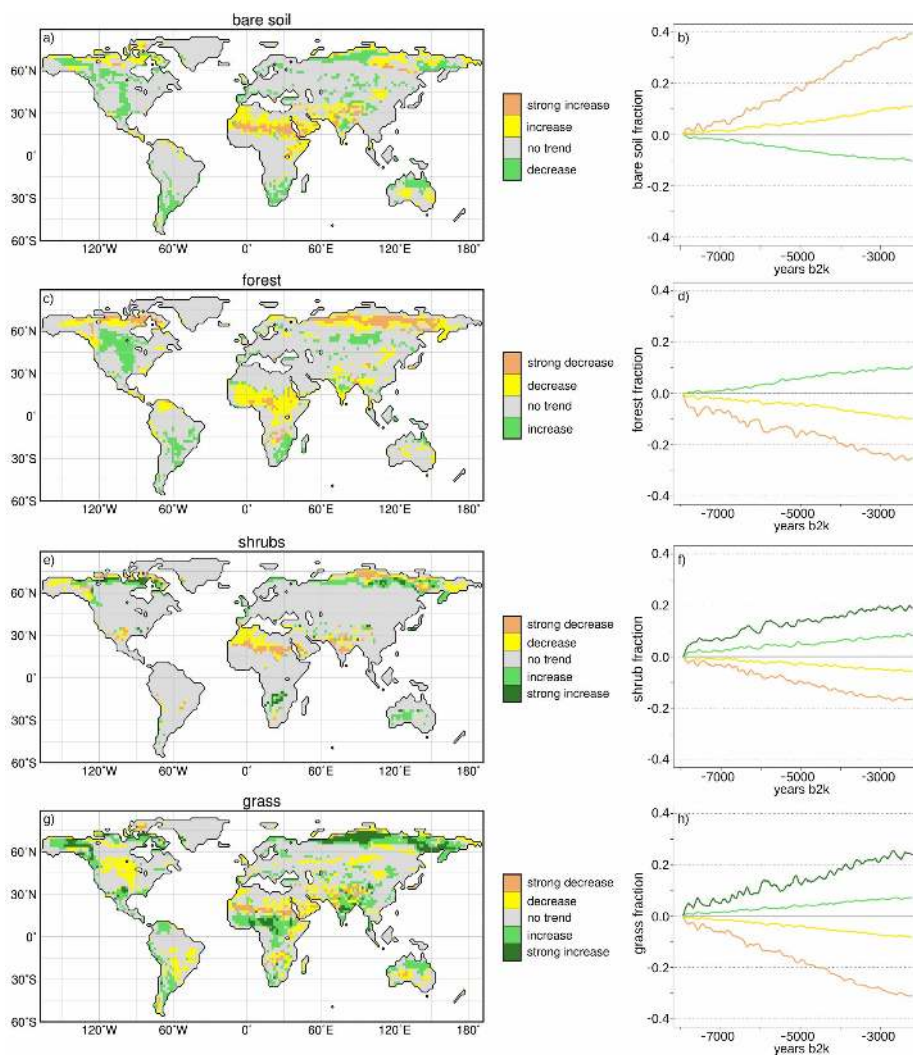 bare soil
a)
60˚N
30˚N
0˚
30˚S
60˚S
120˚W 60˚W 0˚ 60˚E 120˚E 180˚
strong increase
increase
no trend
decrease
b)
bare soil fraction
0.4
0.2
0.0
-0.2
-0.4
-7000 -5000 -3000
years b2k
forest
c)
60˚N
30˚N
0˚
30˚S
60˚S
120˚W 60˚W 0˚ 60˚E 120˚E 180˚
strong decrease
decrease
no trend
increase
d)
forest fraction
0.4
0.2
0.0
-0.2
-0.4
-7000 -5000 -3000
years b2k
shrubs
e)
60˚N
30˚N
0˚
30˚S
60˚S
120˚W 60˚W 0˚ 60˚E 120˚E 180˚
strong decrease
decrease
no trend
increase
strong increase
f)
shrub fraction
0.4
0.2
0.0
-0.2
-0.4
-7000 -5000 -3000
years b2k
grass
g)
60˚N
30˚N
0˚
30˚S
60˚S
120˚W 60˚W 0˚ 60˚E 120˚E 180˚
strong decrease
decrease
no trend
increase
strong increase
h)
grass fraction
0.4
0.2
0.0
-0.2
-0.4
-7000 -5000 -3000
years b2k